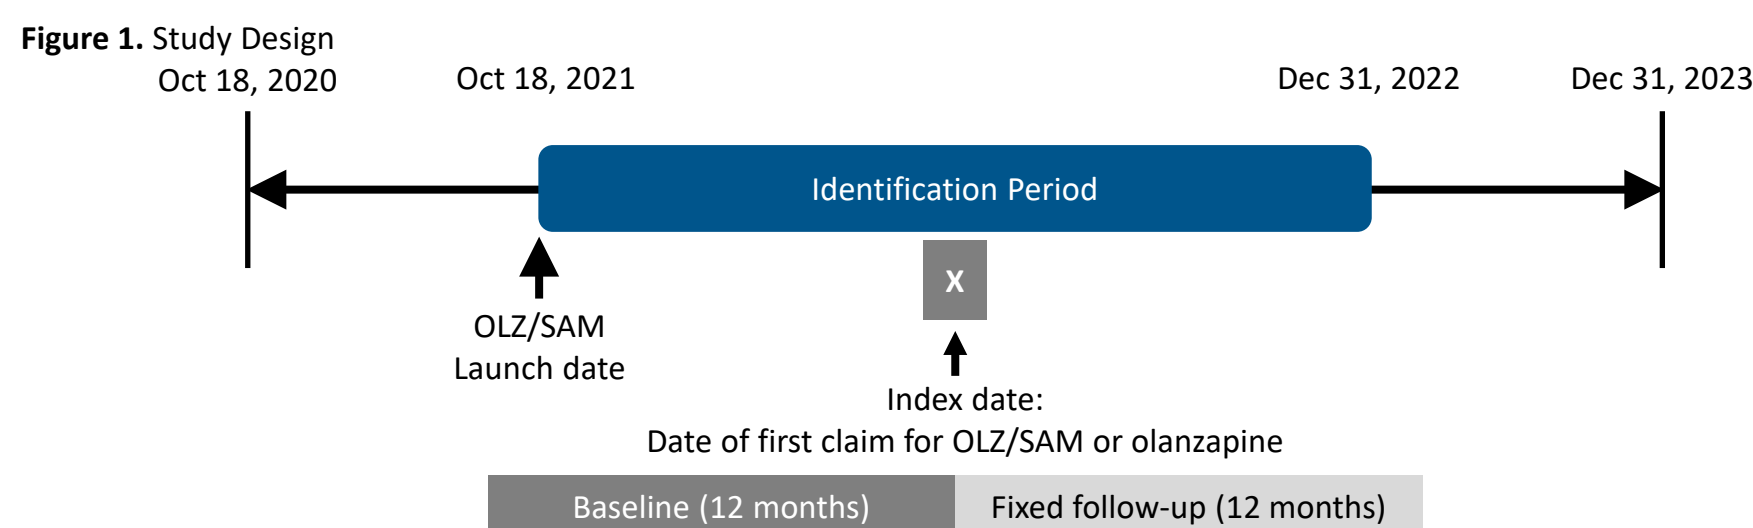 Figure 1. Study Design
Oct 18, 2020
Oct 18, 2021
Dec 31, 2022
Dec 31, 2023
Identification Period
X
OLZ/SAM
Launch date
Index date:
Date of first claim for OLZ/SAM or olanzapine
Baseline (12 months)
Fixed follow-up (12 months)